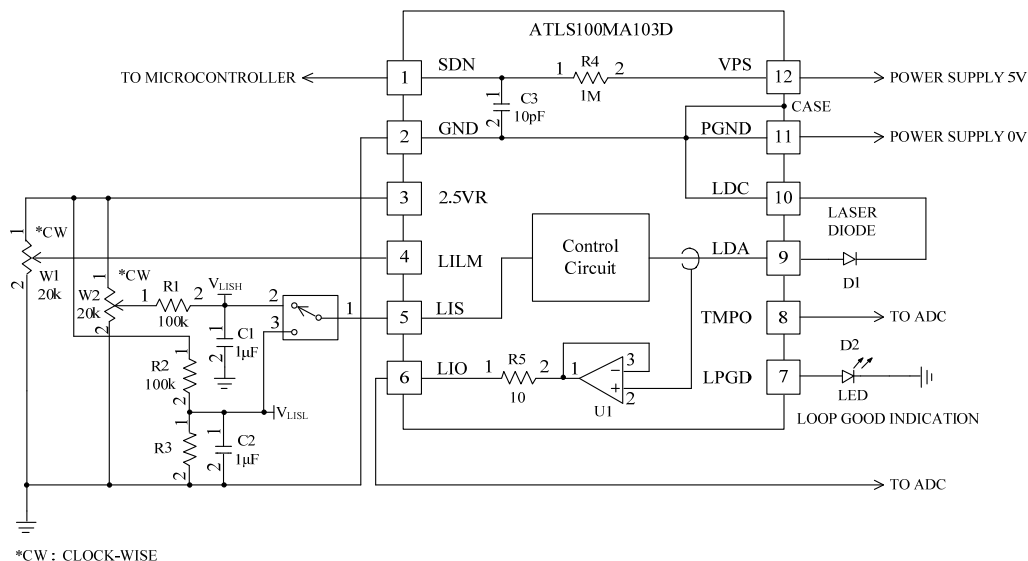 ATLS100MA103D
TO MICROCONTROLLER
1
SDN
1
R4
2
1M
VPS
12
POWER SUPPLY 5V
1
C3
10pF
2
CASE
2
GND
PGND
11
POWER SUPPLY 0V
3
2.5VR
LDC
10
LASER
DIODE
1
*CW
W1
20k
2
4
LILM
Control
Circuit
LDA
9
D1
1
*CW
W2
20k
2
1
R1
2
100k
VLISH
1
C1
1μF
2
2
3
1
5
LIS
TMPO
8
TO ADC
1
R2
100k
2
6
LIO
1
R5
2
10
1
3
−
+
2
U1
LPGD
7
D2
LED
LOOP GOOD INDICATION
VLISL
1
R3
2
1
C2
1μF
2
TO ADC
*CW : CLOCK-WISE